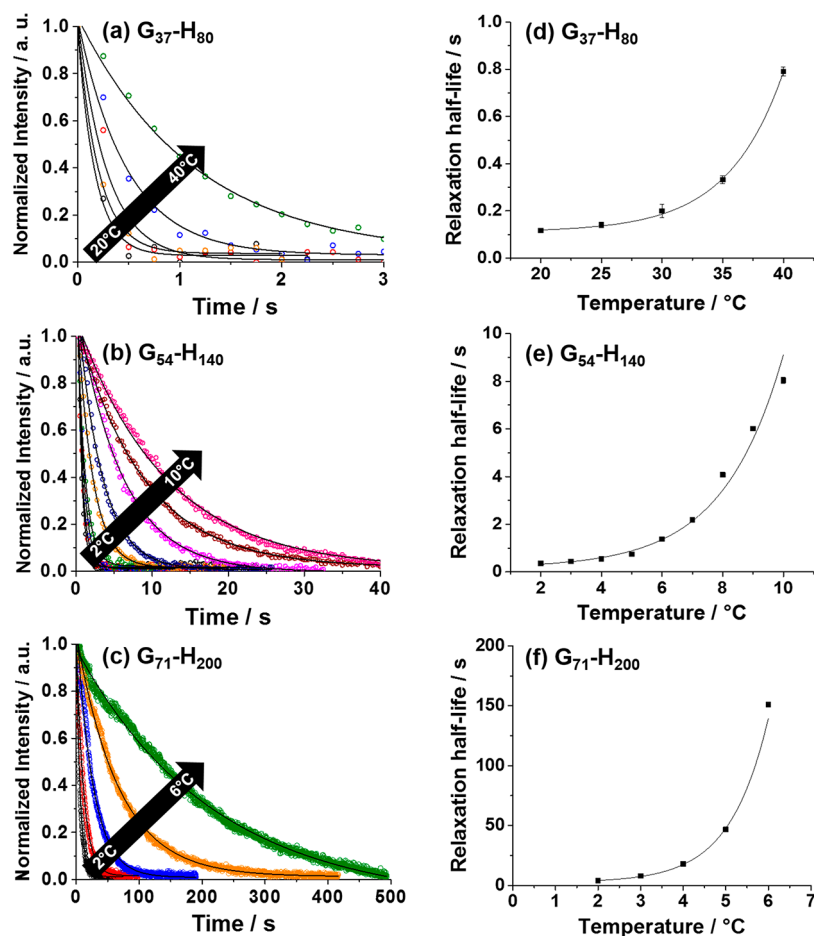 (a) G37-H80
Normalized Intensity / a. u.
1.0
0.8
0.6
0.4
0.2
0.0
20°C 40°C
0 1 2 3
Time / s
(d) G37-H80
Relaxation half-life / s
1.0
0.8
0.6
0.4
0.2
0.0
20 25 30 35 40
Temperature / °C
(b) G54-H140
Normalized Intensity / a.u.
1.0
0.8
0.6
0.4
0.2
0.0
2°C 10°C
0 10 20 30 40
Time / s
(e) G54-H140
Relaxation half-life / s
10
8
6
4
2
0
2 4 6 8 10
Temperature / °C
(c) G71-H200
Normalized Intensity / a.u.
1.0
0.8
0.6
0.4
0.2
0.0
2°C 6°C
0 100 200 300 400 500
Time / s
(f) G71-H200
Relaxation half-life / s
200
150
100
50
0
0 1 2 3 4 5 6 7
Temperature / °C